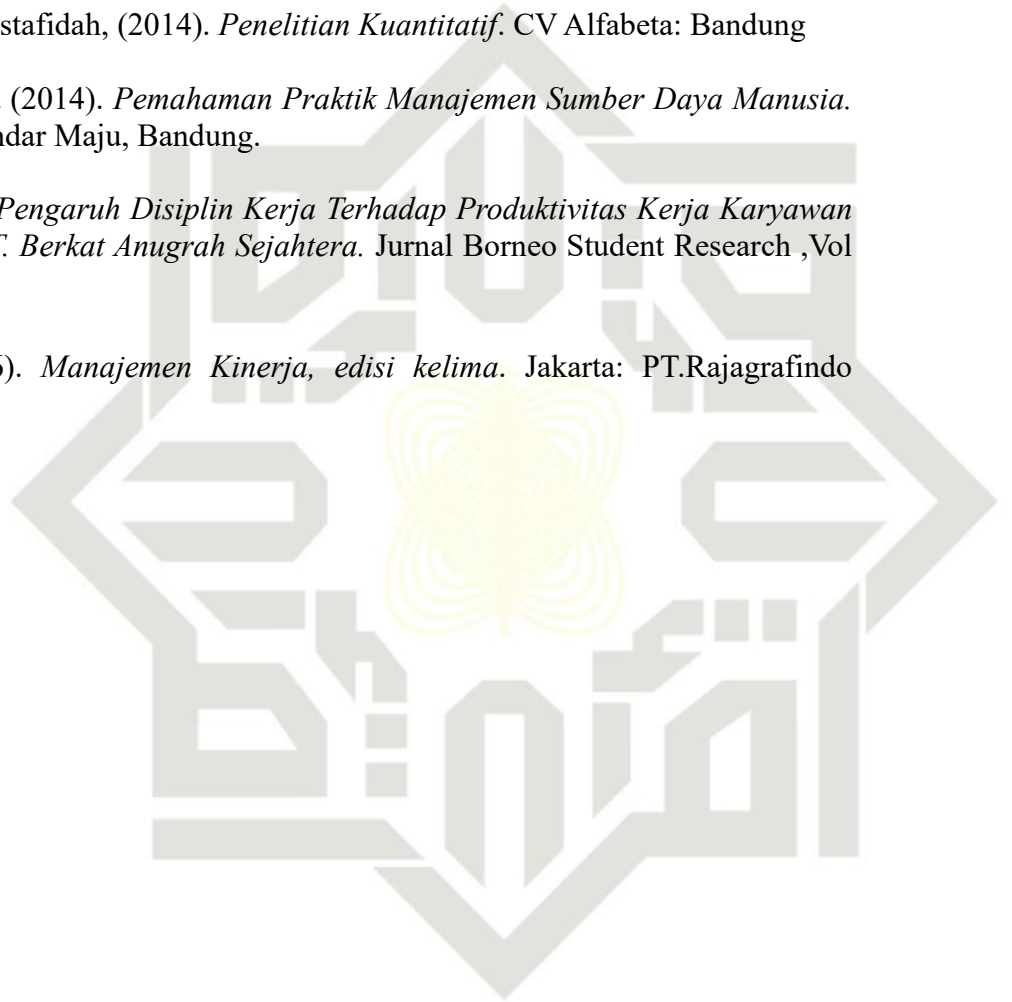 stafidah, (2014). Penelitian Kuantitatif. CV Alfabeta: Bandung
(2014). Pemahaman Praktik Manajemen Sumber Daya Manusia.
ndar Maju, Bandung.
Pengaruh Disiplin Kerja Terhadap Produktivitas Kerja Karyawan
T. Berkat Anugrah Sejahtera. Jurnal Borneo Student Research ,Vol
). Manajemen Kinerja, edisi kelima. Jakarta: PT.Rajagrafindo